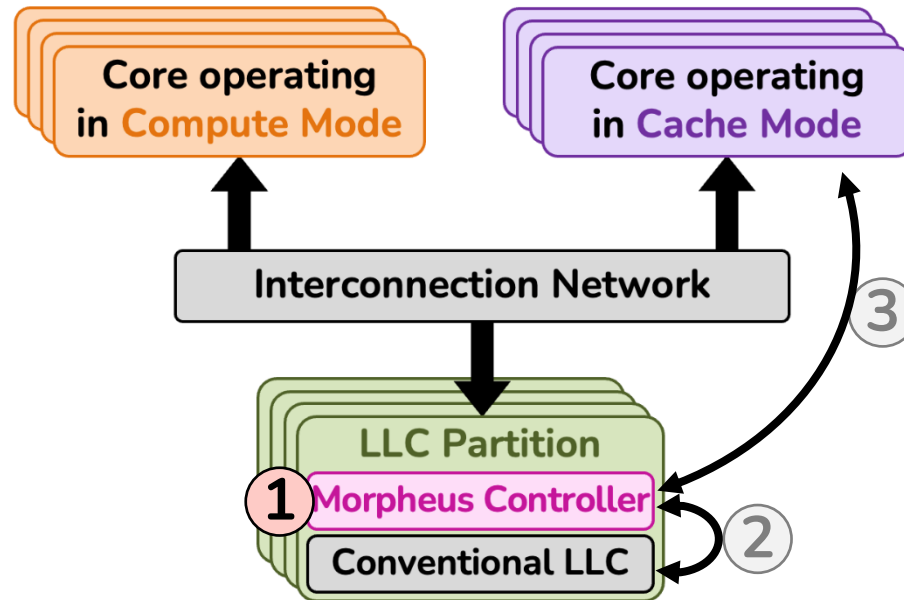 Core operating
in Compute Mode
Core operating
in Cache Mode
Interconnection Network
3
LLC Partition
1
Morpheus Controller
2
Conventional LLC